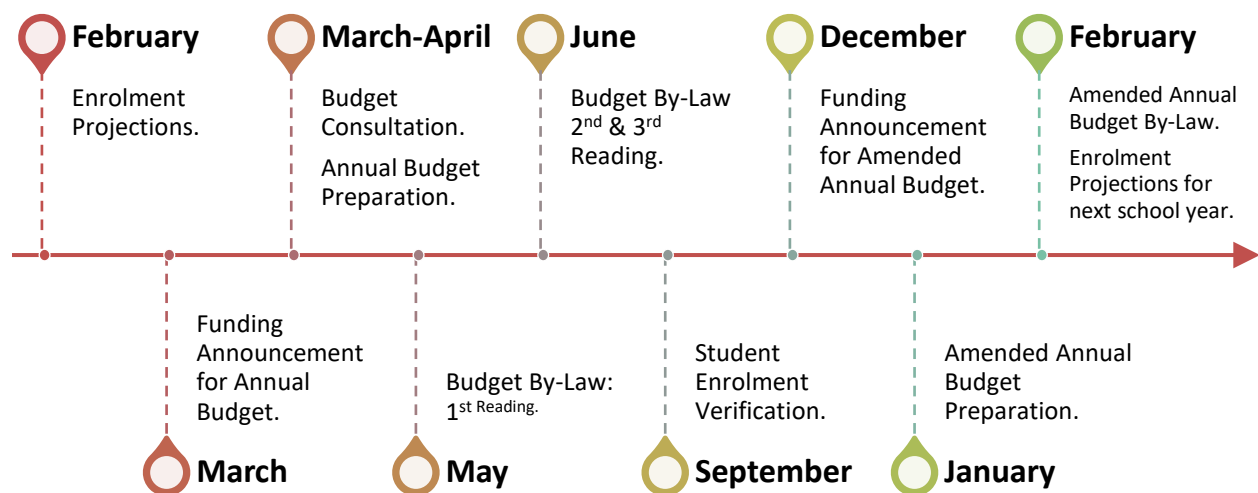 February
Enrolment
Projections.
March-April
Budget
Consultation.
Annual Budget
Preparation.
June
Budget By-Law
2nd & 3rd
Reading.
December
Funding
Announcement
for Amended
Annual Budget.
February
Amended Annual
Budget By-Law.
Enrolment
Projections for
next school year.
Funding
Announcement
for Annual
Budget.
March
Budget By-Law:
1st Reading.
May
Student
Enrolment
Verification.
September
Amended Annual
Budget
Preparation.
January